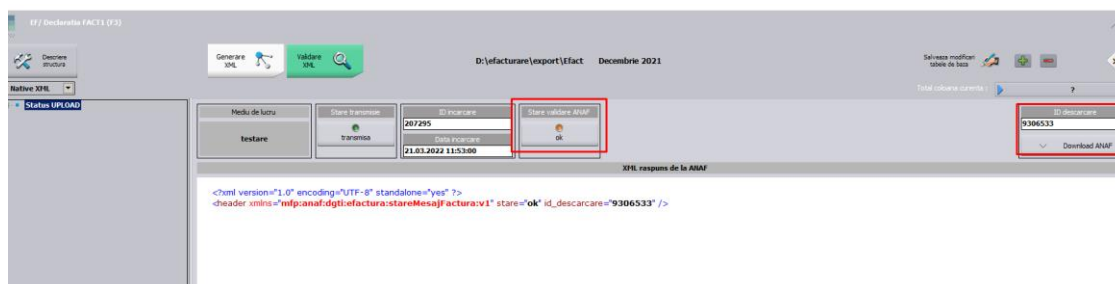 EF/ Declaratia FACT1 (F3)
Descriere
structura
Generare
XML
Validare
XML
D:\efacturare\export\Efact Decembrie 2021
Salveaza modificari
tabele de baza
Native XML
Total coloana curenta :
?
Status UPLOAD
Mediu de lucru
testare
Stare transmisie
transmisa
ID incarcare
207295
Data incarcare
21.03.2022 11:53:00
Stare validare ANAF
ok
ID descarcare
9306533
Download ANAF
XML raspuns de la ANAF
<?xml version="1.0" encoding="UTF-8" standalone="yes" ?>
<header xmlns="mfp:anaf:dgti:efactura:stareMesajFactura:v1" stare="ok" id_descarcare="9306533" />